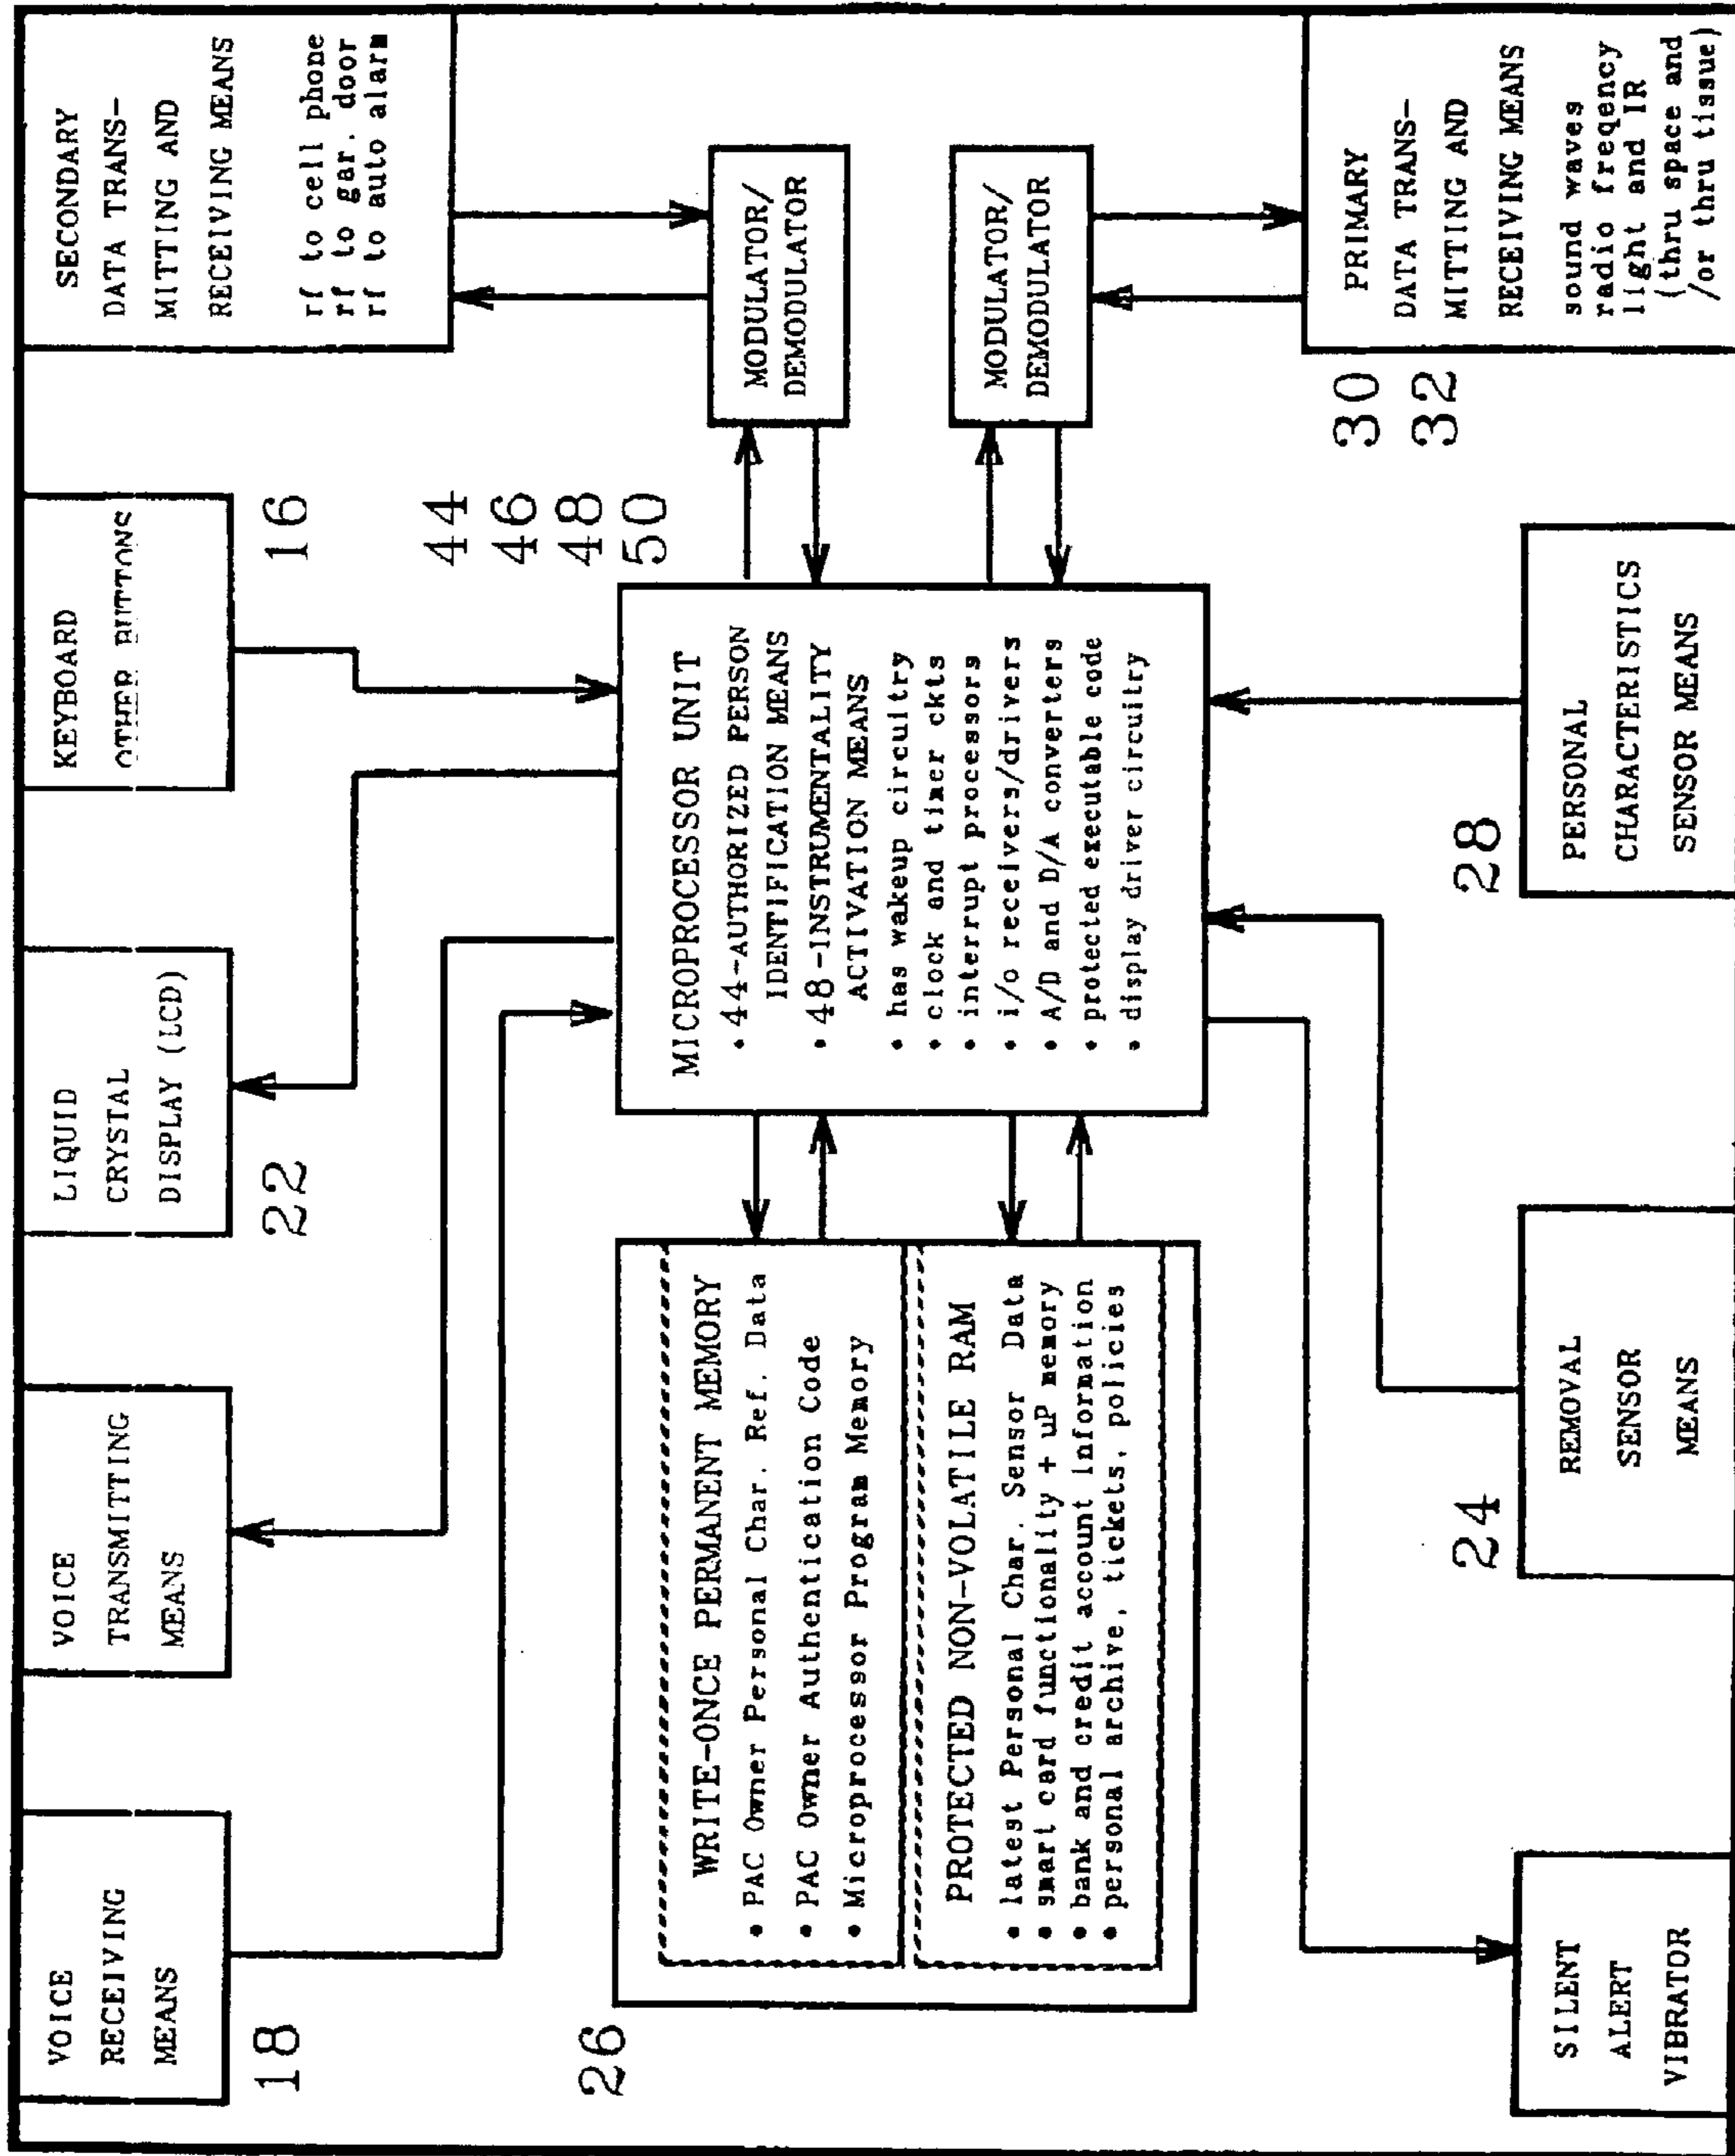 VOICE
RECEIVING
MEANS
18
VOICE
TRANSMITTING
MEANS
LIQUID
CRYSTAL
DISPLAY (LCD)
22
KEYBOARD
OTHER BUTTONS
16
SECONDARY
DATA TRANS-
MITTING AND
RECEIVING MEANS
rf to cell phone
rf to gar. door
rf to auto alarm
44
46
48
50
26
WRITE-ONCE PERMANENT MEMORY
• PAC Owner Personal Char. Ref. Data
• PAC Owner Authentication Code
• Microprocessor Program Memory
PROTECTED NON-VOLATILE RAM
• latest Personal Char. Sensor Data
• smart card functionality + uP memory
• bank and credit account information
• personal archive, tickets, policies
MICROPROCESSOR UNIT
• 44-AUTHORIZED PERSON
IDENTIFICATION MEANS
• 48-INSTRUMENTALITY
ACTIVATION MEANS
• has wakeup circuitry
• clock and timer ckts
• interrupt processors
• i/o receivers/drivers
• A/D and D/A converters
• protected executable code
• display driver circuitry
MODULATOR/
DEMODULATOR
MODULATOR/
DEMODULATOR
SILENT
ALERT
VIBRATOR
24
REMOVAL
SENSOR
MEANS
28
PERSONAL
CHARACTERISTICS
SENSOR MEANS
30
32
PRIMARY
DATA TRANS-
MITTING AND
RECEIVING MEANS
sound waves
radio freqency
light and IR
(thru space and
/or thru tissue)